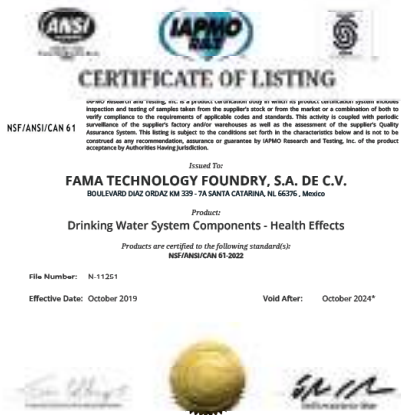 ANSI
IAPMO
R&T
CERTIFICATE OF LISTING
IAPMO Research and Testing, Inc. is a product certification body in which its product certification system includes
inspection and testing of samples taken from the supplier's stock or from the market or a combination of both to
verify compliance to the requirements of applicable codes and standards. This activity is coupled with periodic
surveillance of the supplier's factory and/or warehouses as well as the assessment of the supplier's Quality
NSF/ANSI/CAN 61
Assurance System. This listing is subject to the conditions set forth in the characteristics below and is not to be
construed as any recommendation, assurance or guarantee by IAPMO Research and Testing, Inc. of the product
acceptance by Authorities Having Jurisdiction.
Issued To:
FAMA TECHNOLOGY FOUNDRY, S.A. DE C.V.
BOULEVARD DIAZ ORDAZ KM 339 - 7A SANTA CATARINA, NL 66376 , Mexico
Product:
Drinking Water System Components - Health Effects
Products are certified to the following standard(s):
NSF/ANSI/CAN 61-2022
File Number: N-11251
Effective Date: October 2019 Void After: October 2024*